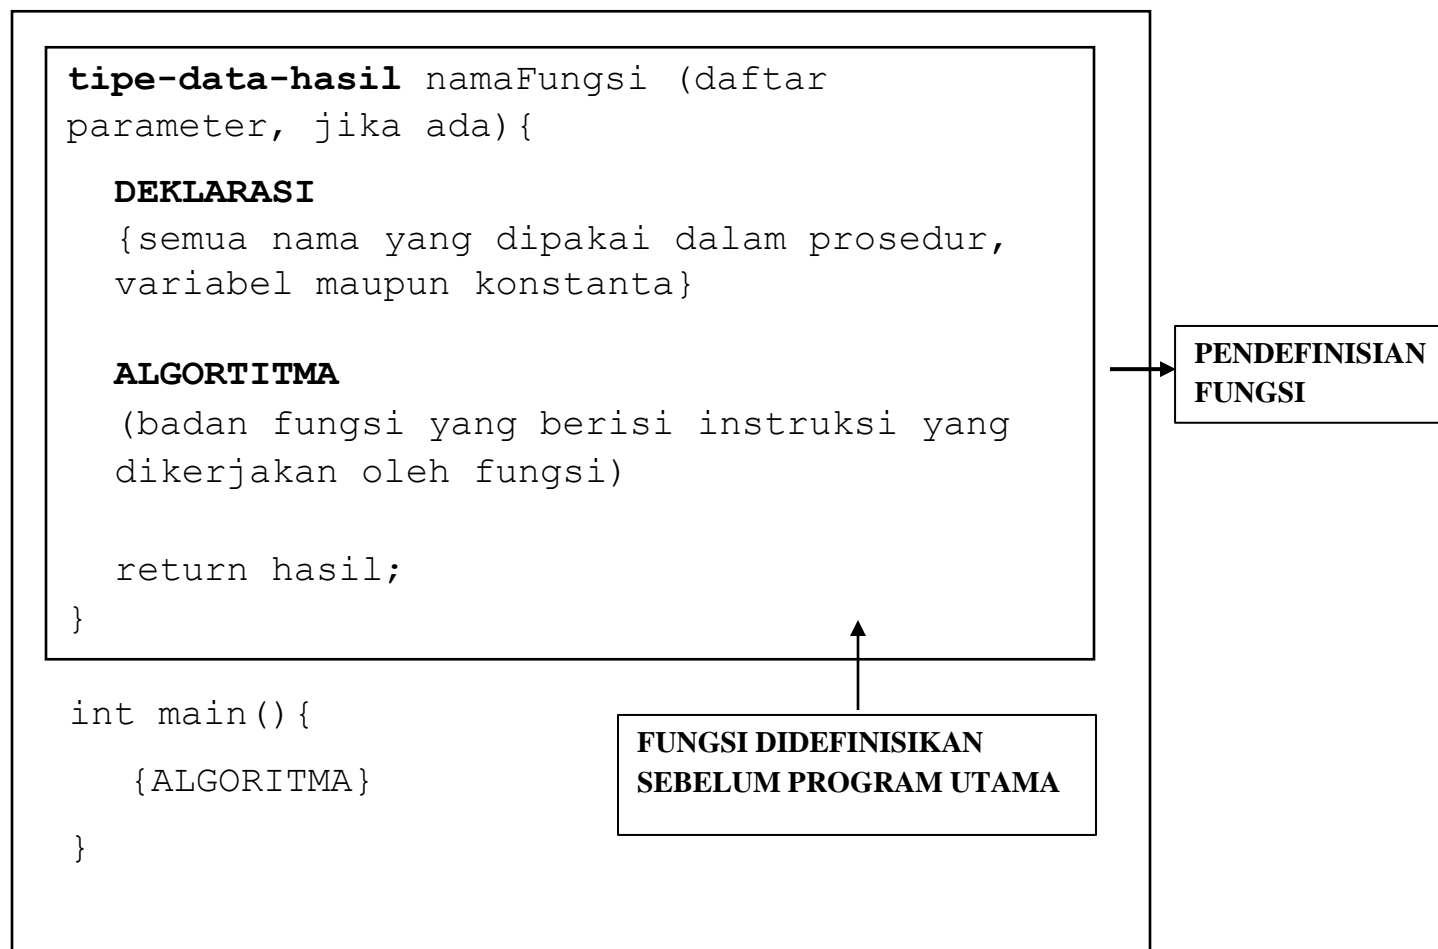 tipe-data-hasil namaFungsi (daftar
parameter, jika ada){
DEKLARASI
{semua nama yang dipakai dalam prosedur,
variabel maupun konstanta}
ALGORTITMA
(badan fungsi yang berisi instruksi yang
dikerjakan oleh fungsi)
return hasil;
}
PENDEFINISIAN
FUNGSI
int main(){
{ALGORITMA}
}
FUNGSI DIDEFINISIKAN
SEBELUM PROGRAM UTAMA